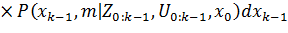 × P(x_{k−1}, m|Z_{0:k−1}, U_{0:k−1}, x_0)dx_{k−1}